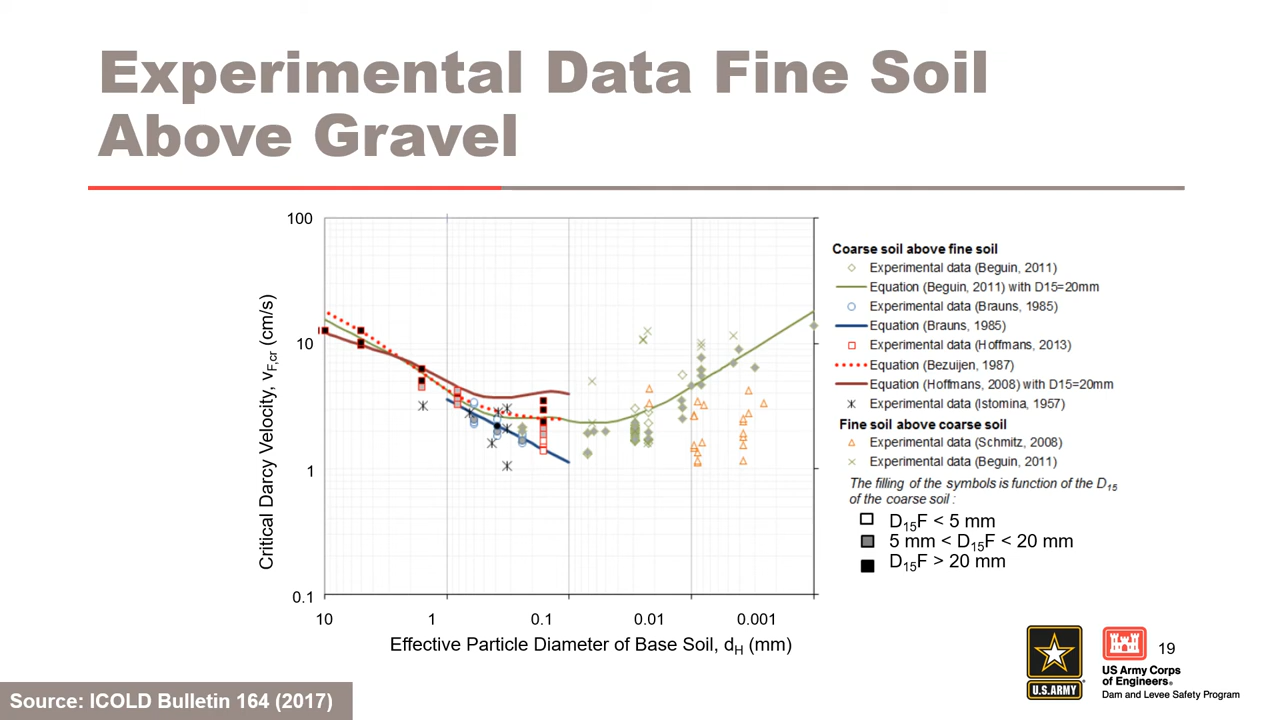 Experimental Data Fine Soil
Above Gravel
100
10
1
0.1
Critical Darcy Velocity, vF,cr (cm/s)
10
1
0.1
0.01
0.001
Effective Particle Diameter of Base Soil, dH (mm)
Coarse soil above fine soil
Experimental data (Beguin, 2011)
Equation (Beguin, 2011) with D15=20mm
Experimental data (Brauns, 1985)
Equation (Brauns, 1985)
Experimental data (Hoffmans, 2013)
Equation (Bezuijen, 1987)
Equation (Hoffmans, 2008) with D15=20mm
Experimental data (Istomina, 1957)
Fine soil above coarse soil
Experimental data (Schmitz, 2008)
Experimental data (Beguin, 2011)
The filling of the symbols is function of the D15
of the coarse soil :
D15F < 5 mm
5 mm < D15F < 20 mm
D15F > 20 mm
U.S.ARMY
US Army Corps
of Engineers®
Dam and Levee Safety Program
19
Source: ICOLD Bulletin 164 (2017)